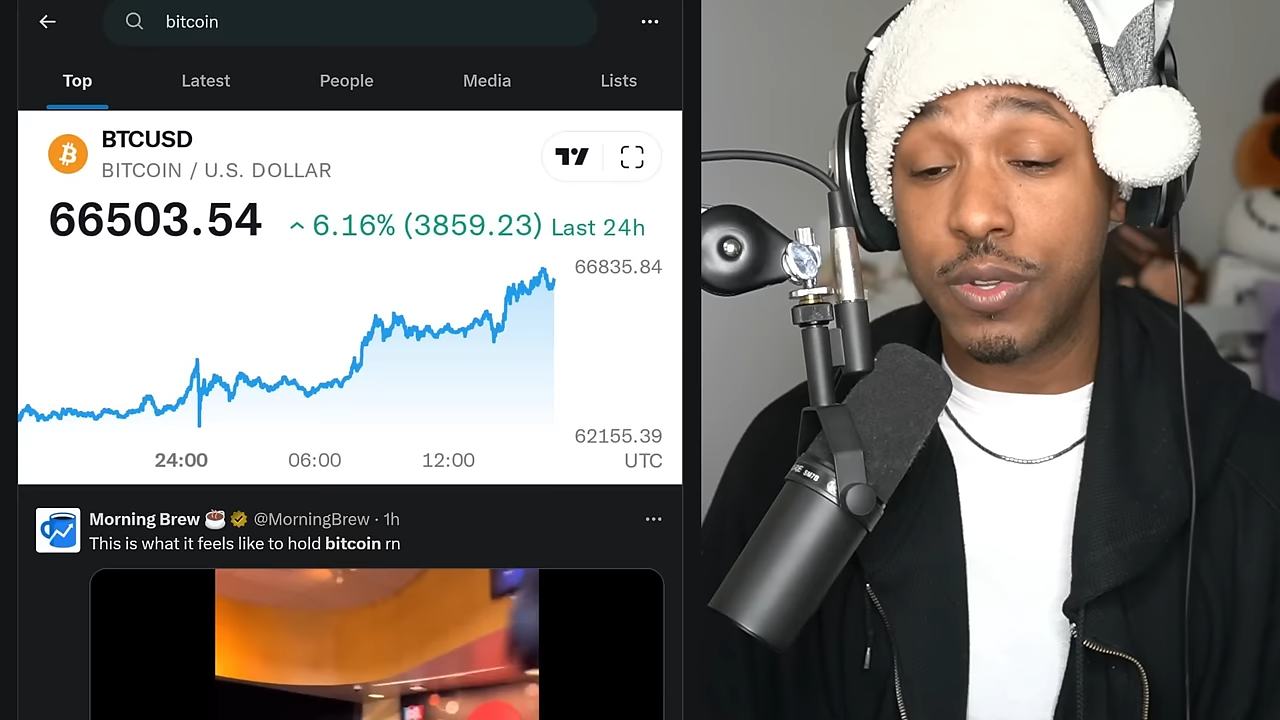 bitcoin
Top
Latest
People
Media
Lists
BTCUSD
BITCOIN / U.S. DOLLAR
66503.54
6.16% (3859.23) Last 24h
66835.84
62155.39
24:00
06:00
12:00
UTC
Morning Brew @MorningBrew · 1h
This is what it feels like to hold bitcoin rn
SM7B